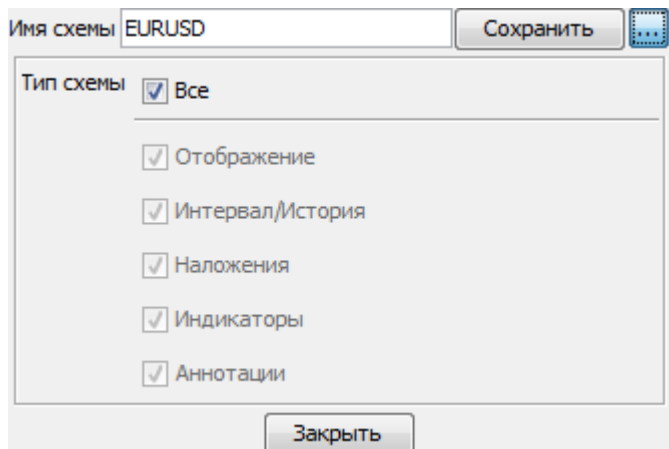 Имя схемы EURUSD Сохранить ...
Тип схемы Все
Отображение
Интервал/История
Наложения
Индикаторы
Аннотации
Закрыть